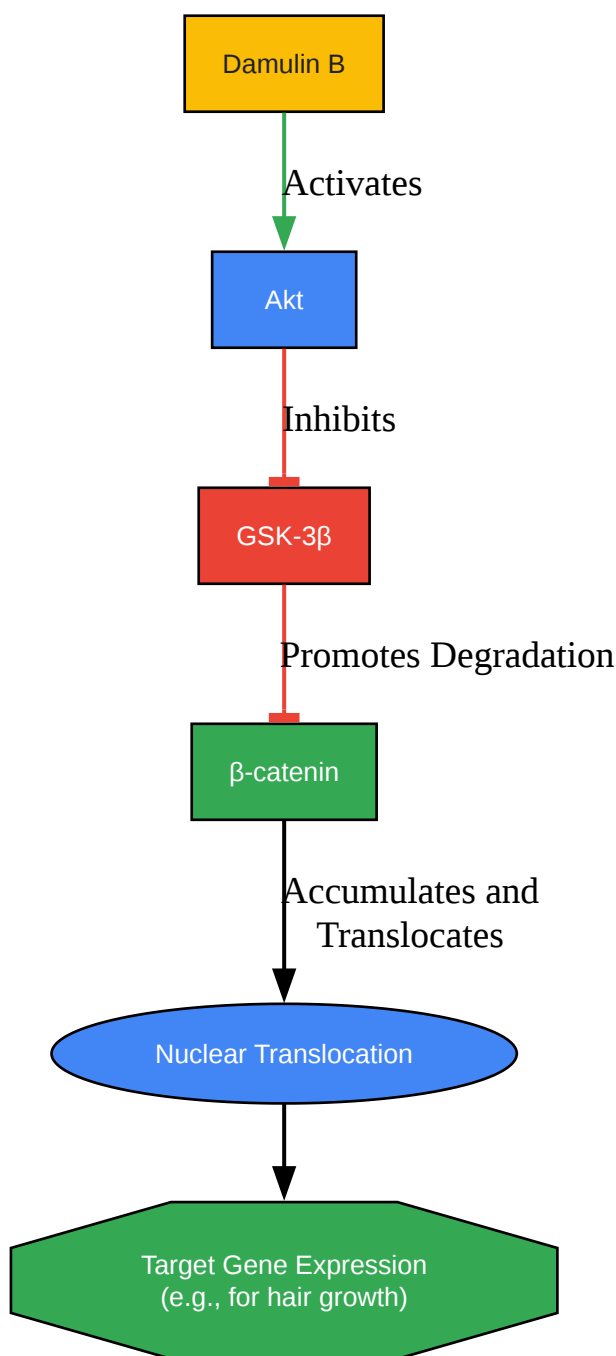 Damulin B
Activates
Akt
Inhibits
GSK-3β
Promotes Degradation
β-catenin
Accumulates and
Translocates
Nuclear Translocation
Target Gene Expression
(e.g., for hair growth)